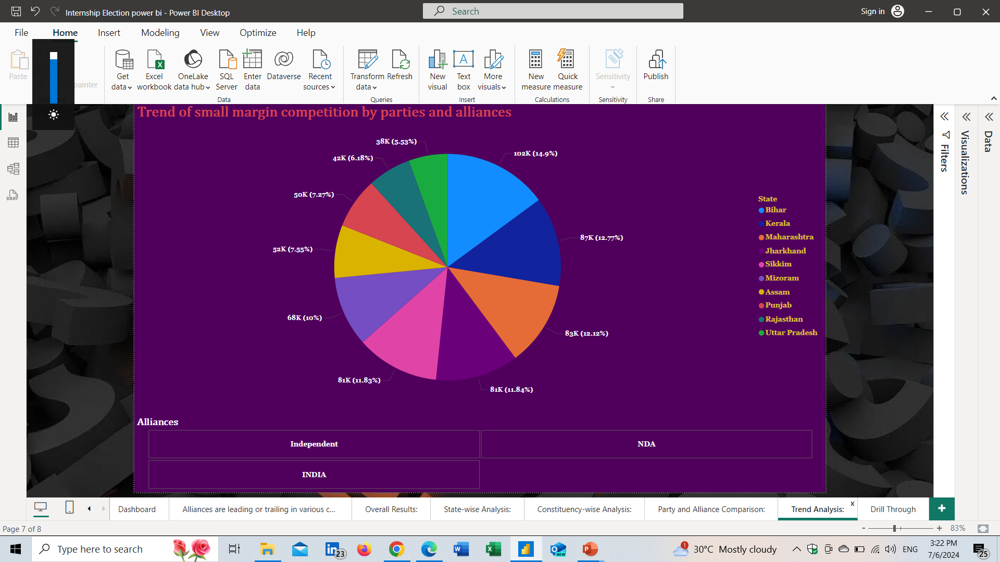 Internship Election power bi - Power BI Desktop
Search
Sign in
File Home Insert Modeling View Optimize Help
Paste
painter
Get data
Excel workbook
OneLake data hub
SQL Server
Enter data
Dataverse
Recent sources
Data
Transform data
Refresh
Queries
New visual
Text box
More visuals
Insert
New measure
Quick measure
Calculations
Sensitivity
Sensitivity
Publish
Share
Trend of small margin competition by parties and alliances
38K (5.53%)
102K (14.9%)
42K (6.18%)
50K (7.27%)
87K (12.77%)
52K (7.55%)
68K (10%)
83K (12.12%)
81K (11.83%)
81K (11.84%)
State
Bihar
Kerala
Maharashtra
Jharkhand
Sikkim
Mizoram
Assam
Punjab
Rajasthan
Uttar Pradesh
Filters
Visualizations
Data
Alliances
Independent
NDA
INDIA
Dashboard
Alliances are leading or trailing in various c...
Overall Results:
State-wise Analysis:
Constituency-wise Analysis:
Party and Alliance Comparison:
Trend Analysis:
x
Drill Through
+
Page 7 of 8
- + 83%
Type here to search
23
NEW
1
30°C Mostly cloudy
ENG
3:22 PM
7/6/2024
25